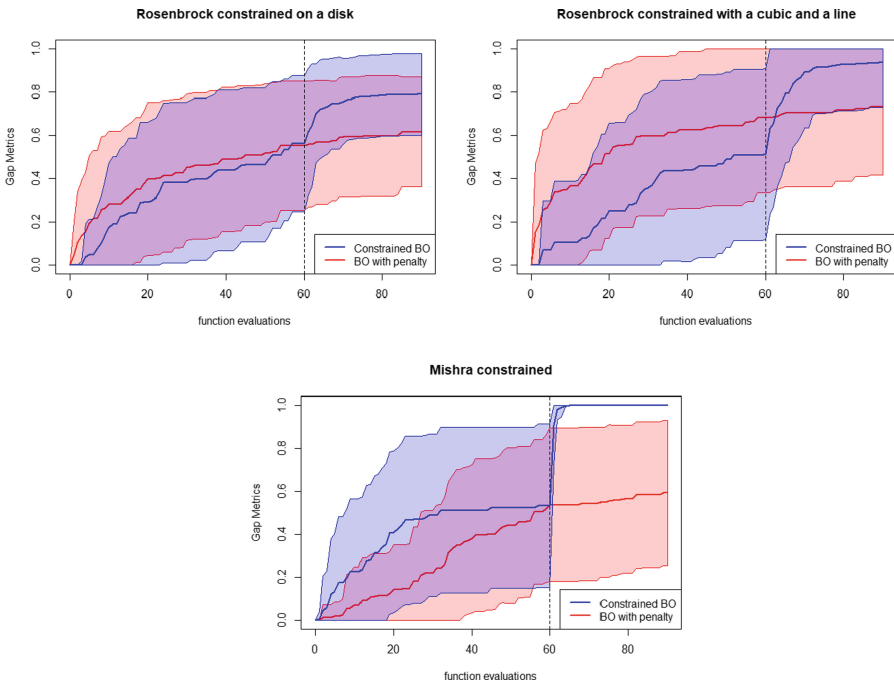 Rosenbrock constrained on a disk
Gap Metrics
1.0
0.8
0.6
0.4
0.2
0.0
Constrained BO
BO with penalty
0 20 40 60 80
function evaluations
Rosenbrock constrained with a cubic and a line
Gap Metrics
1.0
0.8
0.6
0.4
0.2
0.0
Constrained BO
BO with penalty
0 20 40 60 80
function evaluations
Mishra constrained
Gap Metrics
1.0
0.8
0.6
0.4
0.2
0.0
Constrained BO
BO with penalty
0 20 40 60 80
function evaluations